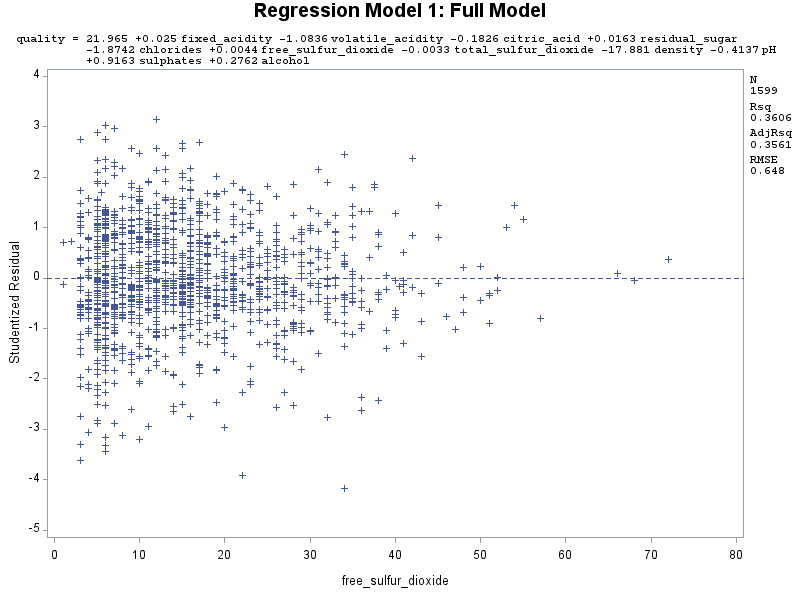 Regression Model 1: Full Model
quality = 21.965 +0.025 fixed_acidity -1.0836 volatile_acidity -0.1826 citric_acid +0.0163 residual_sugar
-1.8742 chlorides +0.0044 free_sulfur_dioxide -0.0033 total_sulfur_dioxide -17.881 density -0.4137 pH
+0.9163 sulphates +0.2762 alcohol
N
1599
Rsq
0.3606
AdjRsq
0.3561
RMSE
0.648
Studentized Residual
4
3
2
1
0
-1
-2
-3
-4
-5
0 10 20 30 40 50 60 70 80
free_sulfur_dioxide